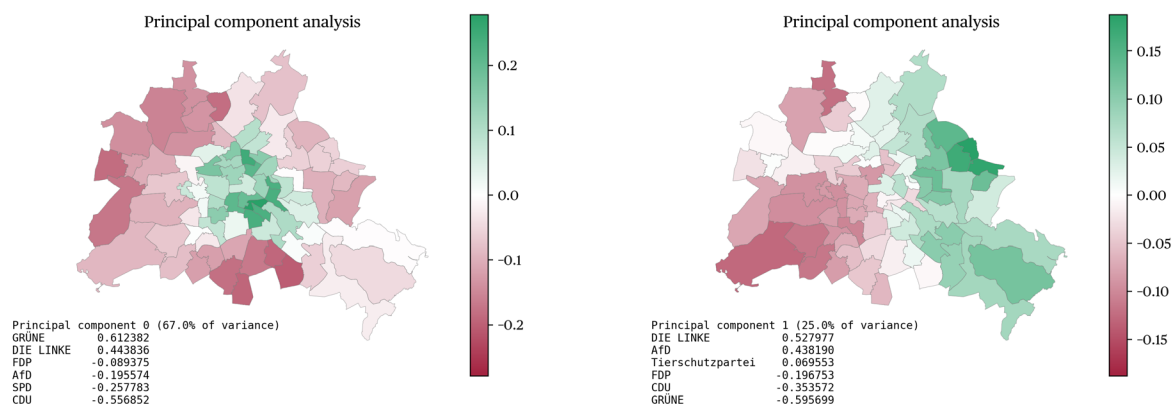 Principal component analysis
0.2
0.1
0.0
−0.1
−0.2
Principal component 0 (67.0% of variance)
GRÜNE 0.612382
DIE LINKE 0.443836
FDP -0.089375
AfD -0.195574
SPD -0.257783
CDU -0.556852
Principal component analysis
0.15
0.10
0.05
0.00
−0.05
−0.10
−0.15
Principal component 1 (25.0% of variance)
DIE LINKE 0.527977
AfD 0.438190
Tierschutzpartei 0.069553
FDP -0.196753
CDU -0.353572
GRÜNE -0.595699